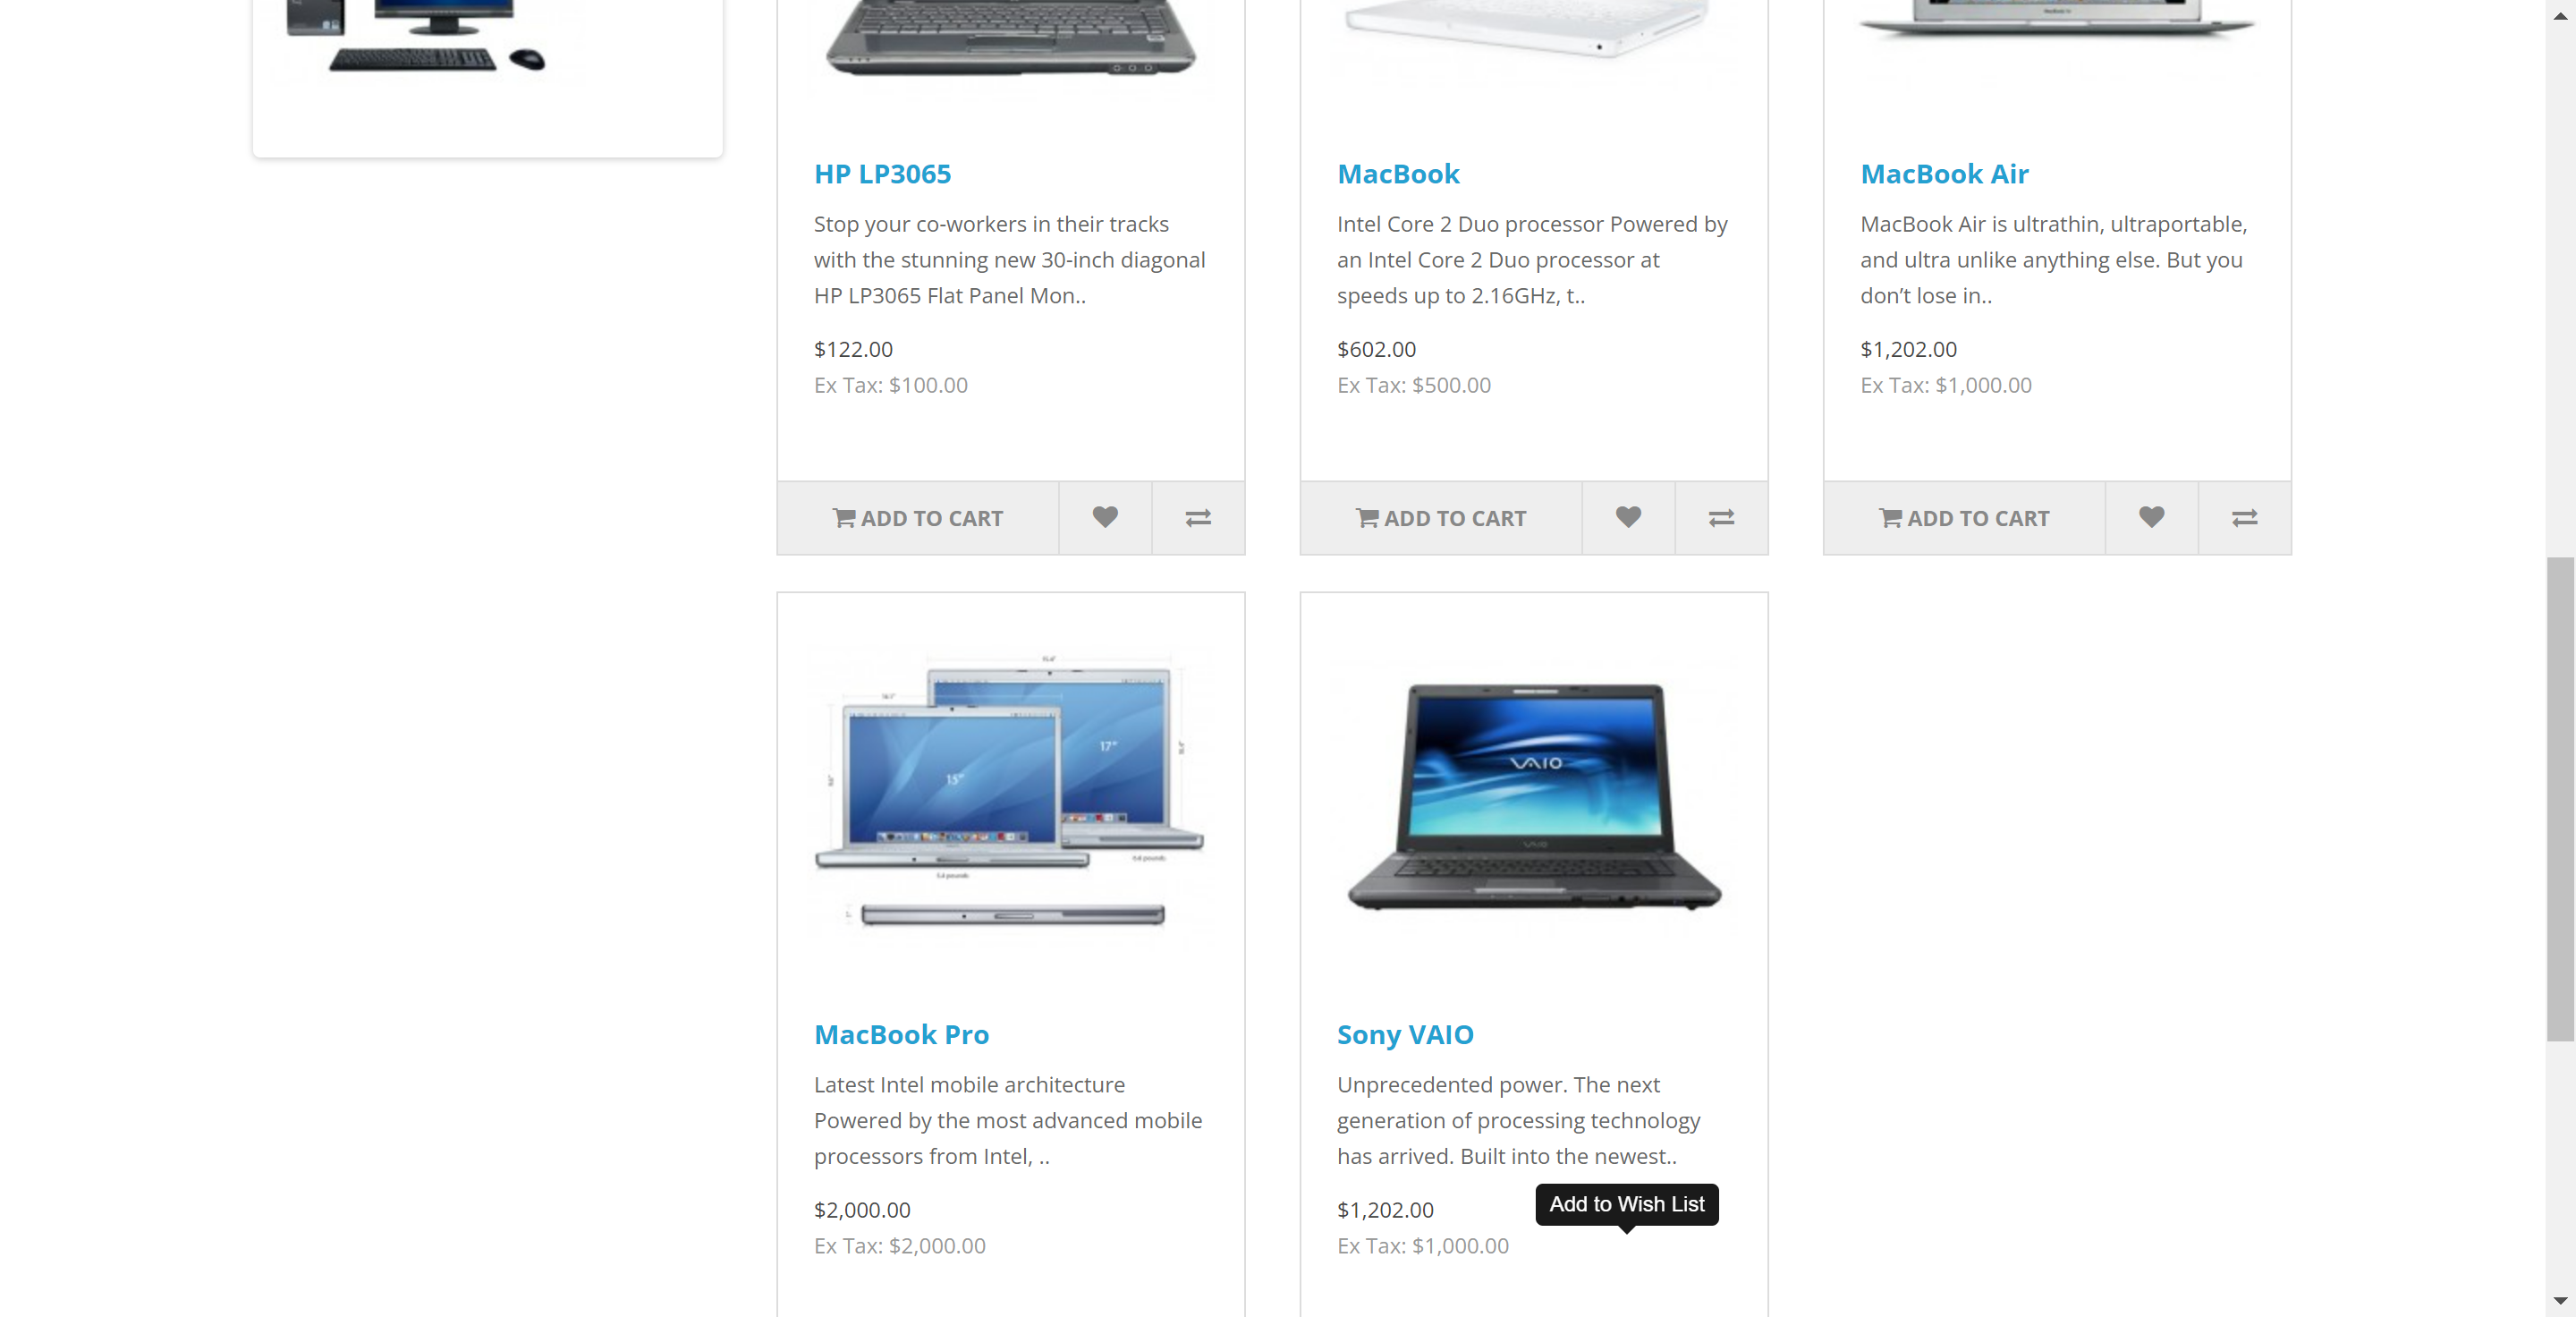 HP LP3065
Stop your co-workers in their tracks
with the stunning new 30-inch diagonal
HP LP3065 Flat Panel Mon..
$122.00
Ex Tax: $100.00
ADD TO CART
MacBook
Intel Core 2 Duo processor Powered by
an Intel Core 2 Duo processor at
speeds up to 2.16GHz, t..
$602.00
Ex Tax: $500.00
ADD TO CART
MacBook Air
MacBook Air is ultrathin, ultraportable,
and ultra unlike anything else. But you
don’t lose in..
$1,202.00
Ex Tax: $1,000.00
ADD TO CART
17"
15"
MacBook Pro
Latest Intel mobile architecture
Powered by the most advanced mobile
processors from Intel, ..
$2,000.00
Ex Tax: $2,000.00
VAIO
VAIO
Sony VAIO
Unprecedented power. The next
generation of processing technology
has arrived. Built into the newest..
$1,202.00
Ex Tax: $1,000.00
Add to Wish List